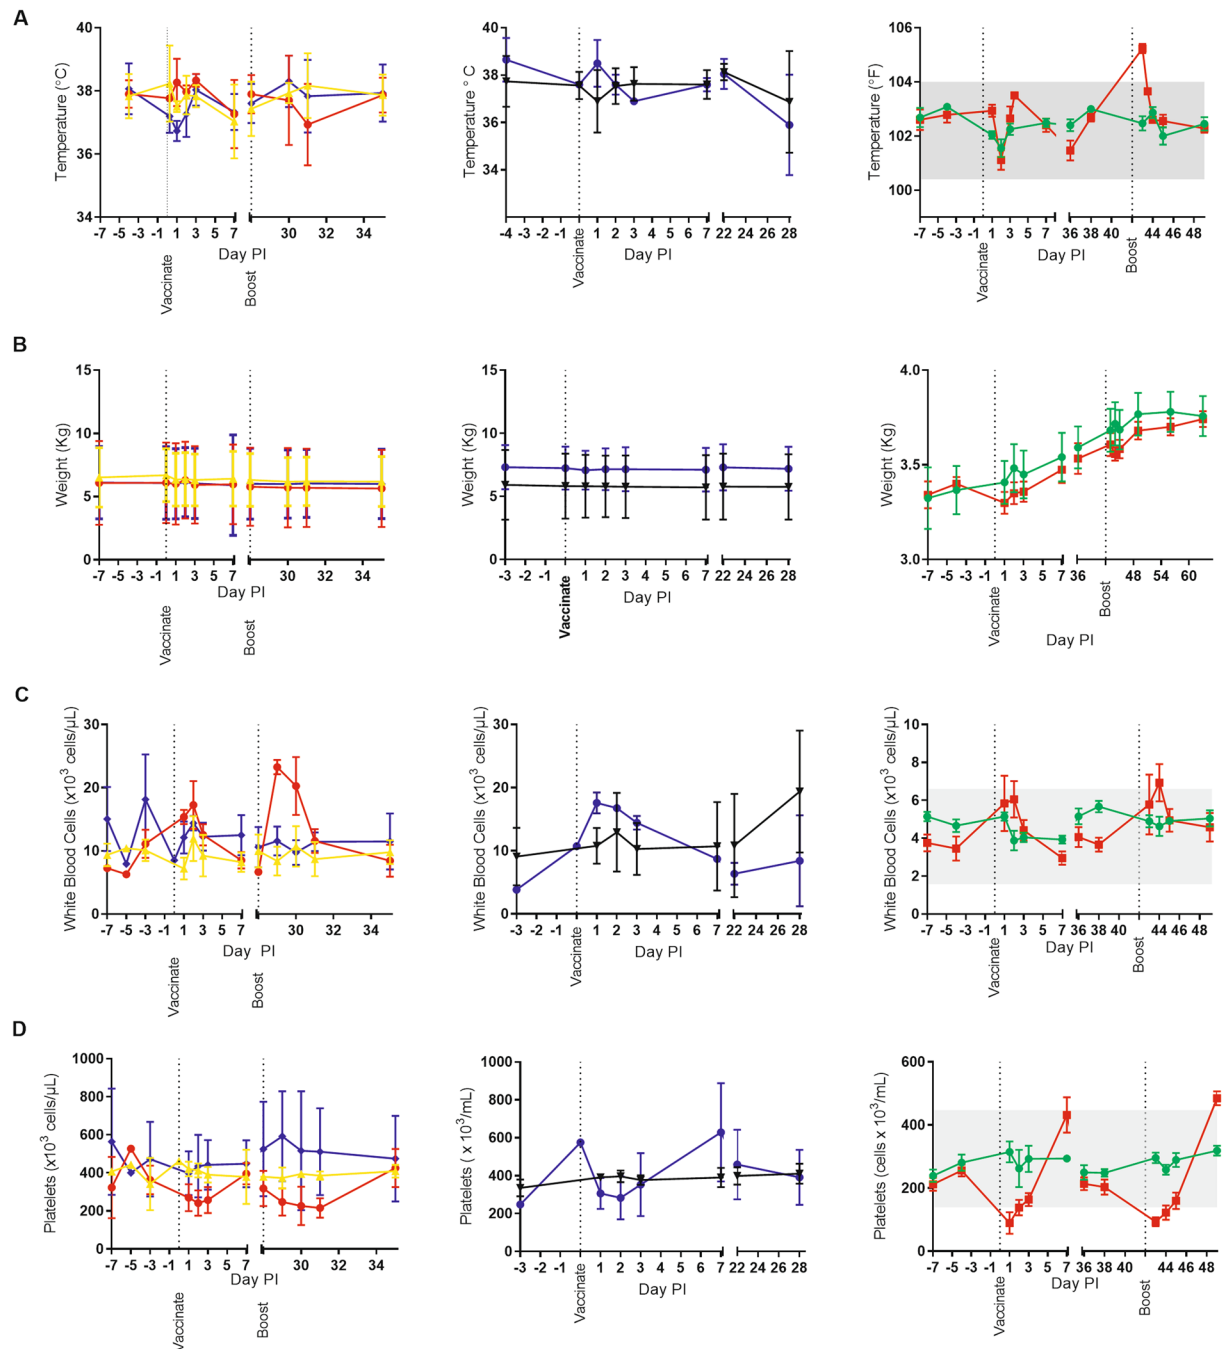 A
Temperature (°C)
40
38
36
34
-7 -5 -3 -1 1 3 5 7 30 32 34
Day PI
Vaccinate
Boost
Temperature ° C
40
38
36
34
-4 -3 -2 -1 1 2 3 4 5 6 7 22 24 26 28
Day PI
Vaccinate
Temperature (°F)
106
104
102
100
-7 -5 -3 -1 1 3 5 7 36 38 40 44 46 48
Day PI
Vaccinate
Boost
B
Weight (Kg)
15
10
5
0
-7 -5 -3 -1 1 3 5 7 30 32 34
Day PI
Vaccinate
Boost
Weight (Kg)
15
10
5
0
-3 -2 -1 1 2 3 4 5 6 7 22 24 26 28
Day PI
Vaccinate
Weight (Kg)
4.0
3.5
3.0
-7 -5 -3 -1 1 3 5 7 36 48 54 60
Day PI
Vaccinate
Boost
C
White Blood Cells (x10³ cells/µL)
30
20
10
0
-7 -5 -3 -1 1 3 5 7 30 32 34
Day PI
Vaccinate
Boost
White Blood Cells (x10³ cells/µL)
30
20
10
0
-3 -2 -1 1 2 3 4 5 6 7 22 24 26 28
Day PI
Vaccinate
White Blood Cells (x10³ cells/µL)
10
8
6
4
2
0
-7 -5 -3 -1 1 3 5 7 36 38 40 44 46 48
Day PI
Vaccinate
Boost
D
Platelets (x10³ cells/µL)
1000
800
600
400
200
0
-7 -5 -3 -1 1 3 5 7 30 32 34
Day PI
Vaccinate
Boost
Platelets ( x 10³/mL)
1000
800
600
400
200
0
-3 -2 -1 1 2 3 4 5 6 7 22 24 26 28
Day PI
Vaccinate
Platelets (cells x 10³/mL)
600
400
200
0
-7 -5 -3 -1 1 3 5 7 36 38 40 44 46 48
Day PI
Vaccinate
Boost